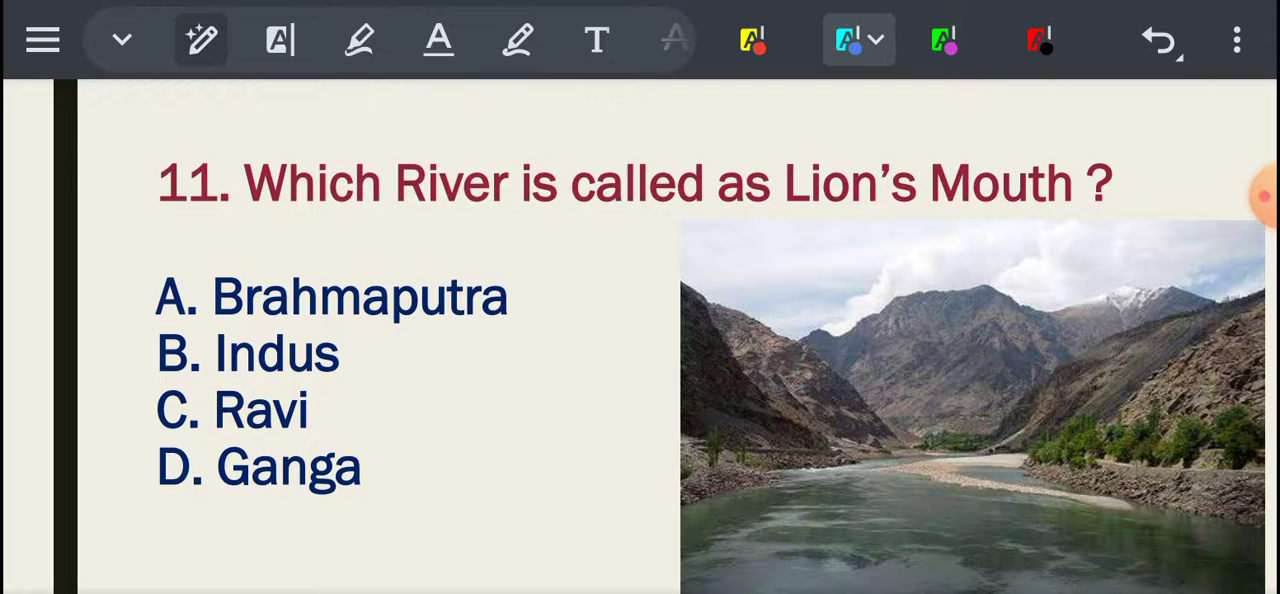 11. Which River is called as Lion's Mouth ?
A. Brahmaputra
B. Indus
C. Ravi
D. Ganga